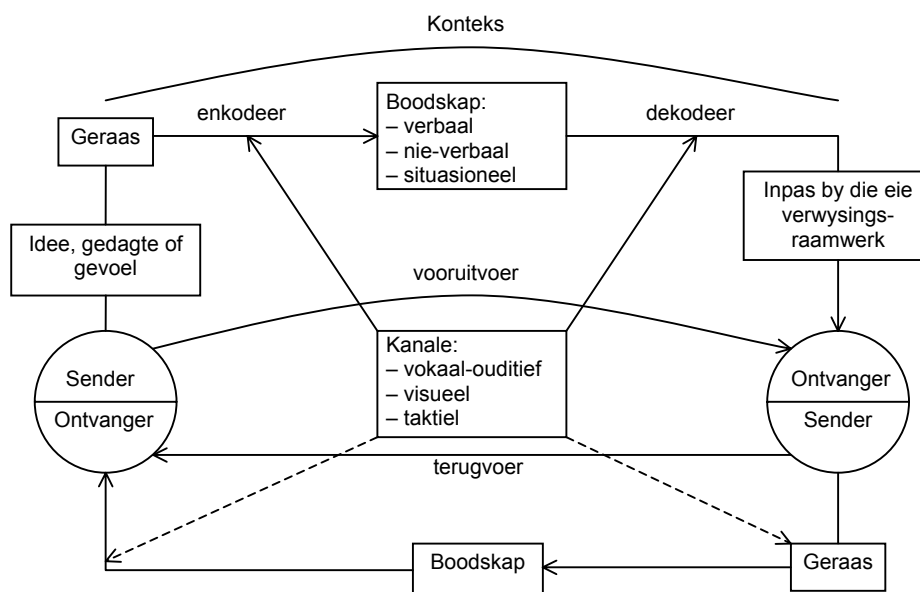 Konteks
enkodeer
Boodskap:
– verbaal
– nie-verbaal
– situasioneel
dekodeer
Geraas
Inpas by die eie
verwysings-
raamwerk
Idee, gedagte of
gevoel
vooruitvoer
Kanale:
– vokaal-ouditief
– visueel
– taktiel
Sender
Ontvanger
Ontvanger
Sender
terugvoer
Boodskap
Geraas